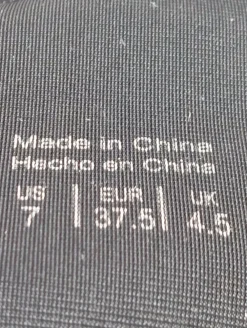 Made in China
Hecho en China
US | EUR | UK
7 | 37.5 | 4.5